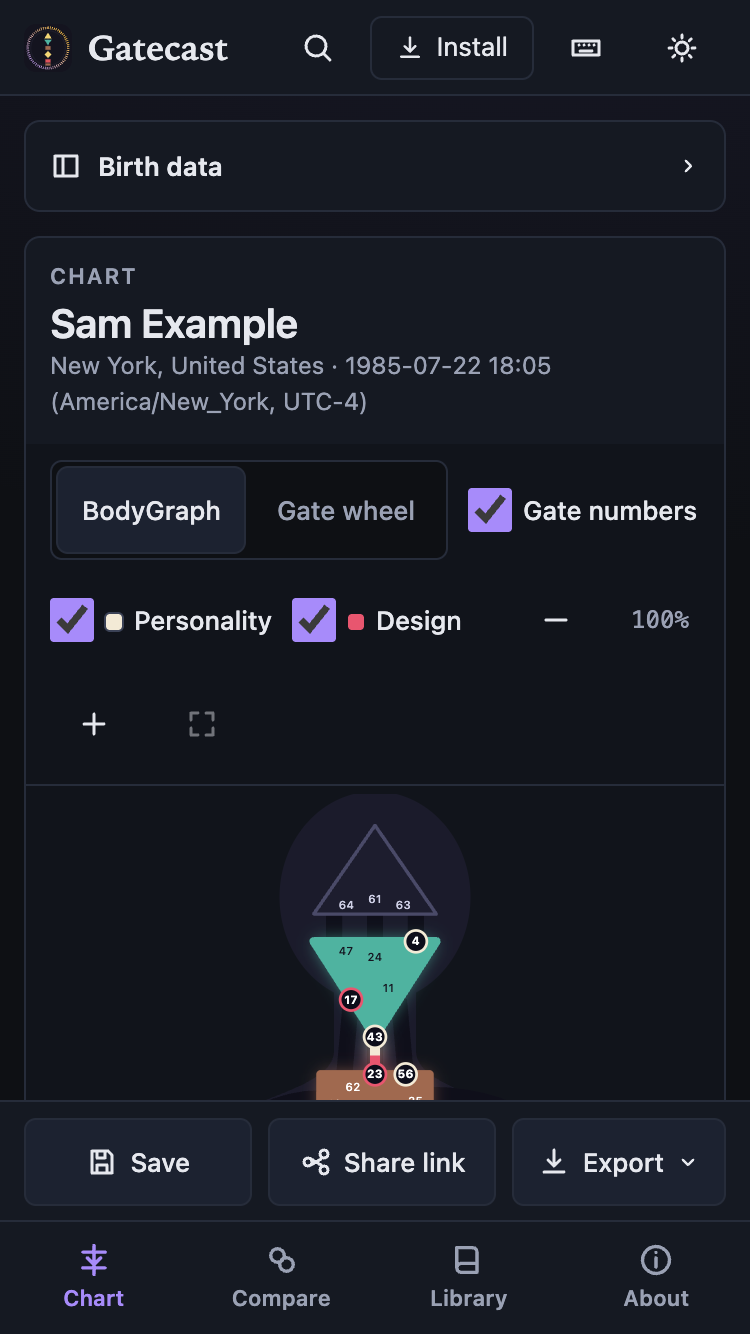 Gatecast
Install
Birth data
CHART
Sam Example
New York, United States · 1985-07-22 18:05
(America/New_York, UTC-4)
BodyGraph
Gate wheel
Gate numbers
Personality
Design
100%
64 61 63
47 24 4
11
17
43
23 56
62
Save
Share link
Export
Chart
Compare
Library
About